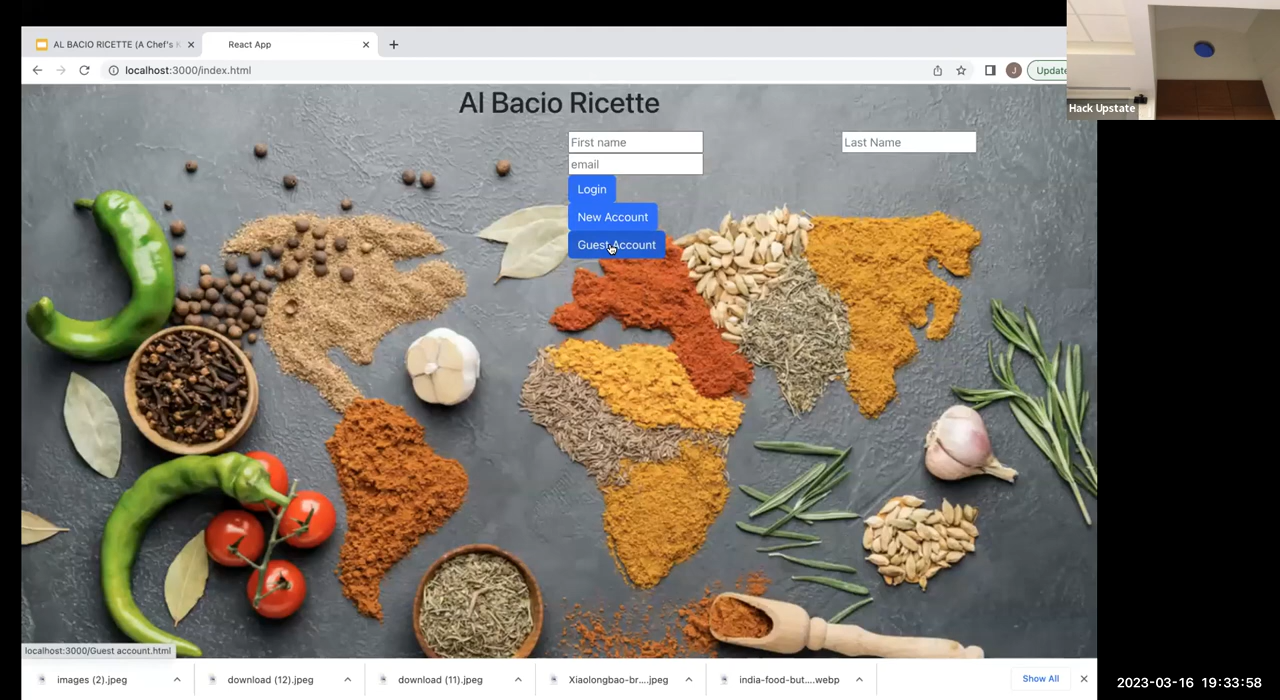 AL BACIO RICETTE (A Chef's
React App
localhost:3000/index.html
Update
Hack Upstate
Al Bacio Ricette
First name
Last Name
email
Login
New Account
Guest Account
localhost:3000/Guest account.html
images (2).jpeg
download (12).jpeg
download (11).jpeg
Xiaolongbao-br....jpeg
india-food-but....webp
Show All
2023-03-16 19:33:58